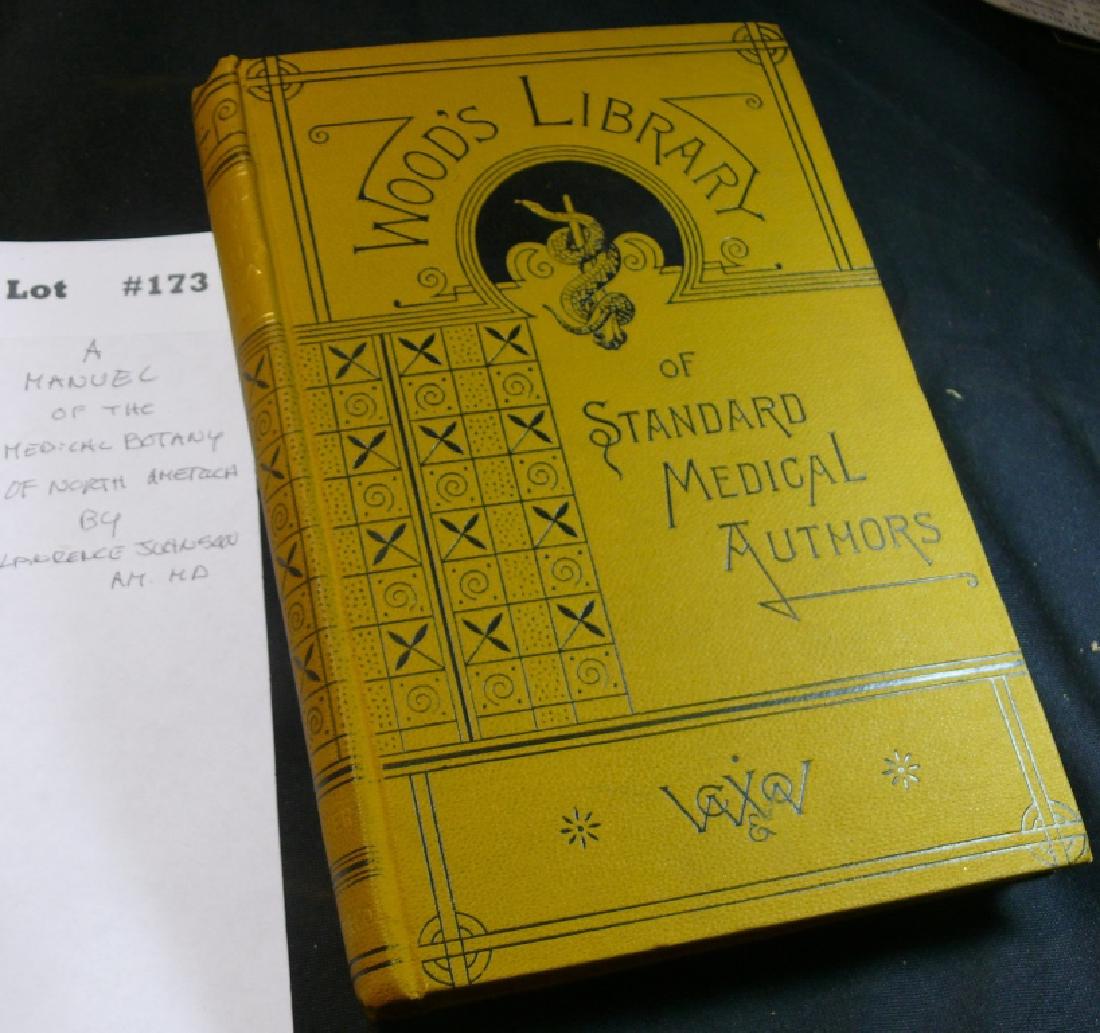 Lot #173
A
MANUEL
OF THE
MEDICAL BOTANY
OF NORTH AMERICA
BY
LAWRENCE JOHNSON
AM. MD
WOOD'S LIBRARY
OF
STANDARD
MEDICAL
AUTHORS